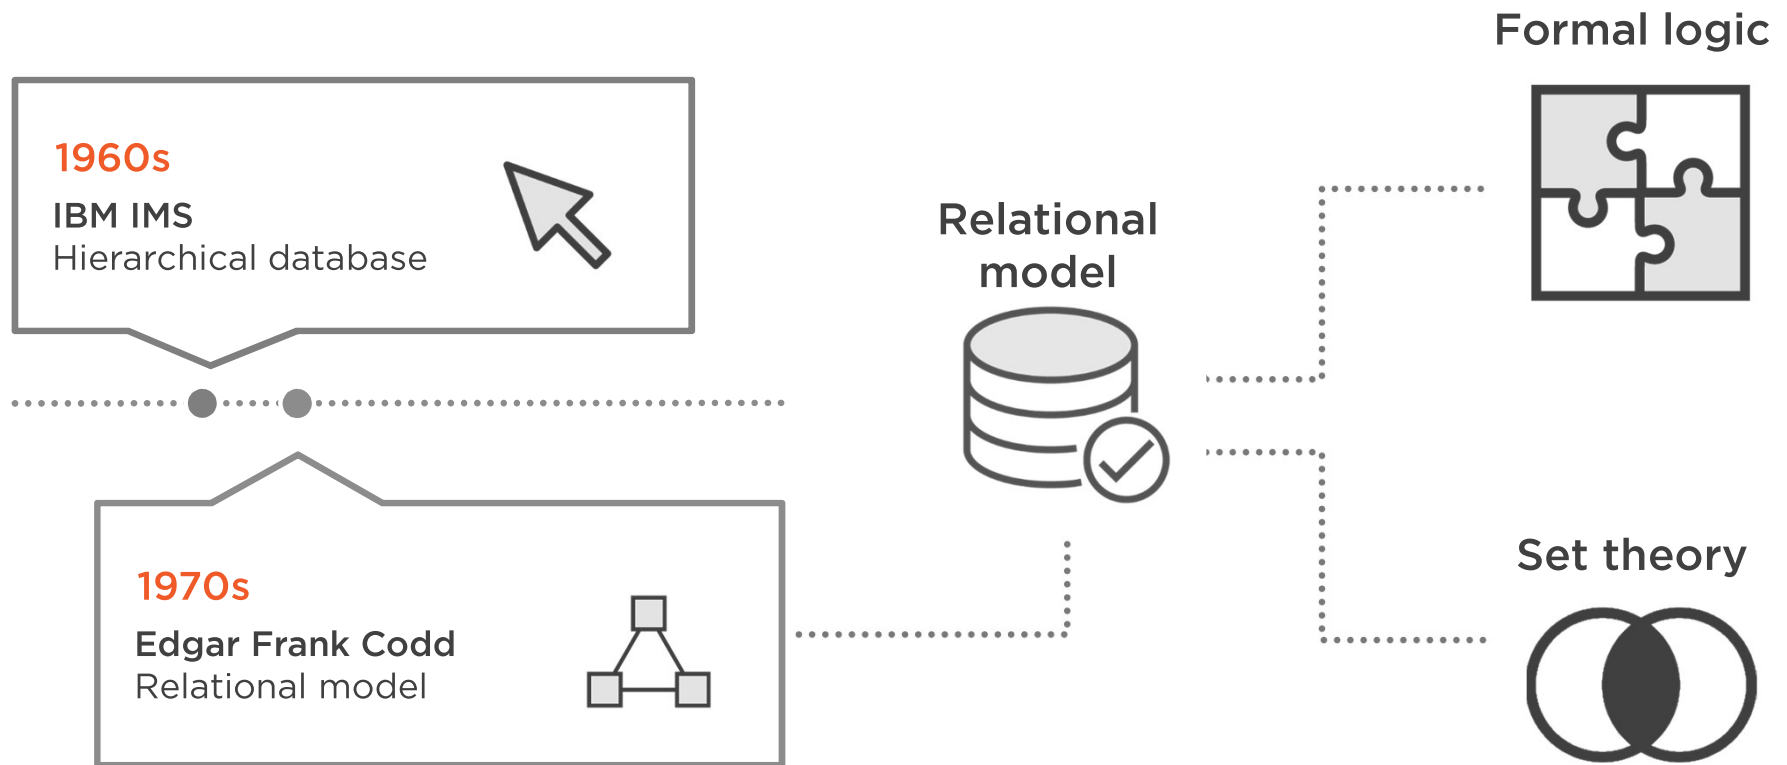 1960s
IBM IMS
Hierarchical database
1970s
Edgar Frank Codd
Relational model
Relational
model
Formal logic
Set theory